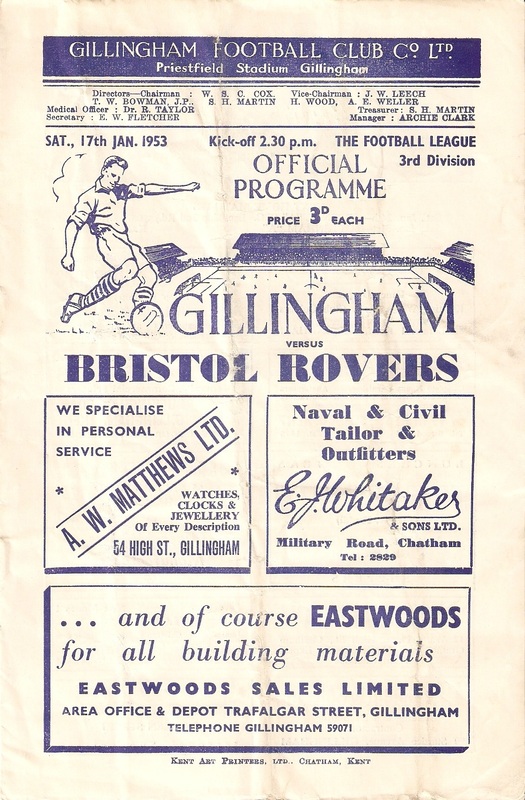 GILLINGHAM FOOTBALL CLUB CO LTD.
Priestfield Stadium Gillingham
Directors—Chairman : W. S. C. COX. Vice-Chairman : J. W. LEECH
T. W. BOWMAN, J.P., S. H. MARTIN H. WOOD, A. E. WELLER
Medical Officer : Dr. R. TAYLOR Treasurer : S. H. MARTIN
Secretary : E. W. FLETCHER Manager : ARCHIE CLARK
SAT., 17th JAN. 1953 Kick-off 2.30 p.m. THE FOOTBALL LEAGUE
3rd Division
OFFICIAL
PROGRAMME
PRICE 3D EACH
GILLINGHAM
VERSUS
BRISTOL ROVERS
WE SPECIALISE
IN PERSONAL
SERVICE
* A. W. MATTHEWS LTD. *
WATCHES,
CLOCKS &
JEWELLERY
Of Every Description
54 HIGH ST., GILLINGHAM
Naval & Civil
Tailor &
Outfitters
E. J. Whitaker
& SONS LTD.
Military Road, Chatham
Tel : 2829
... and of course EASTWOODS
for all building materials
EASTWOODS SALES LIMITED
AREA OFFICE & DEPOT TRAFALGAR STREET, GILLINGHAM
TELEPHONE GILLINGHAM 59071
KENT ART PRINTERS, LTD., CHATHAM, KENT